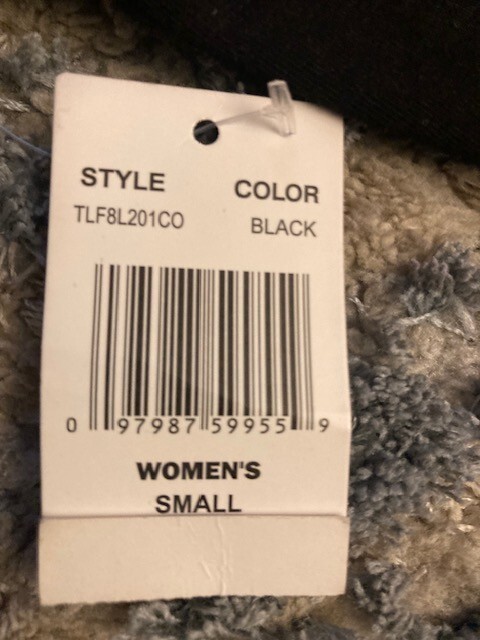 STYLE COLOR
TLF8L201CO BLACK
0 97987 59955 9
WOMEN'S
SMALL